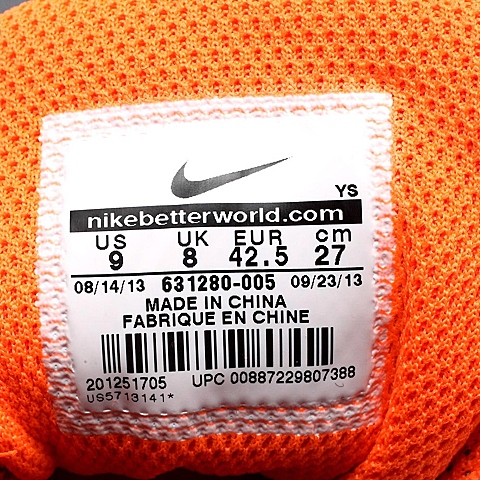 YS
nikebetterworld.com
US UK EUR cm
9 8 42.5 27
08/14/13 631280-005 09/23/13
MADE IN CHINA
FABRIQUE EN CHINE
201251705 UPC 00887229807388
US5713141*